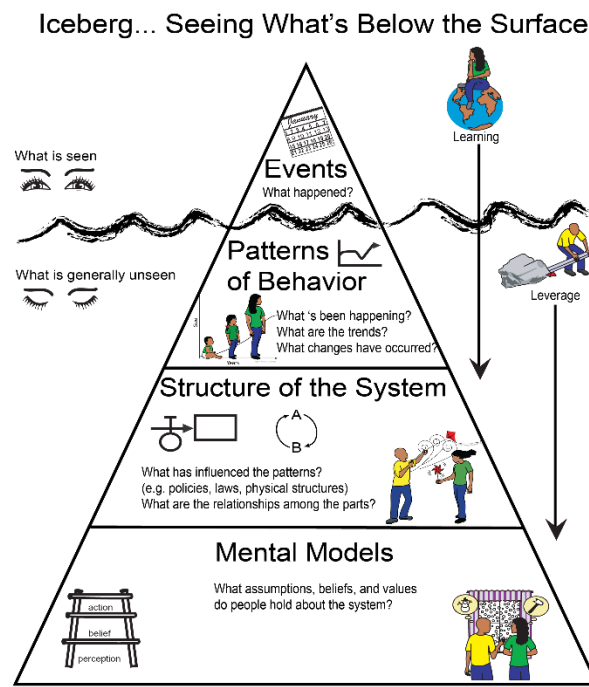 Iceberg... Seeing What's Below the Surface
Learning
January
What is seen
Events
What happened?
What is generally unseen
Leverage
Patterns
of Behavior
What 's been happening?
What are the trends?
What changes have occurred?
Years
Structure of the System
A
B
What has influenced the patterns?
(e.g. policies, laws, physical structures)
What are the relationships among the parts?
Mental Models
What assumptions, beliefs, and values
do people hold about the system?
action
belief
perception